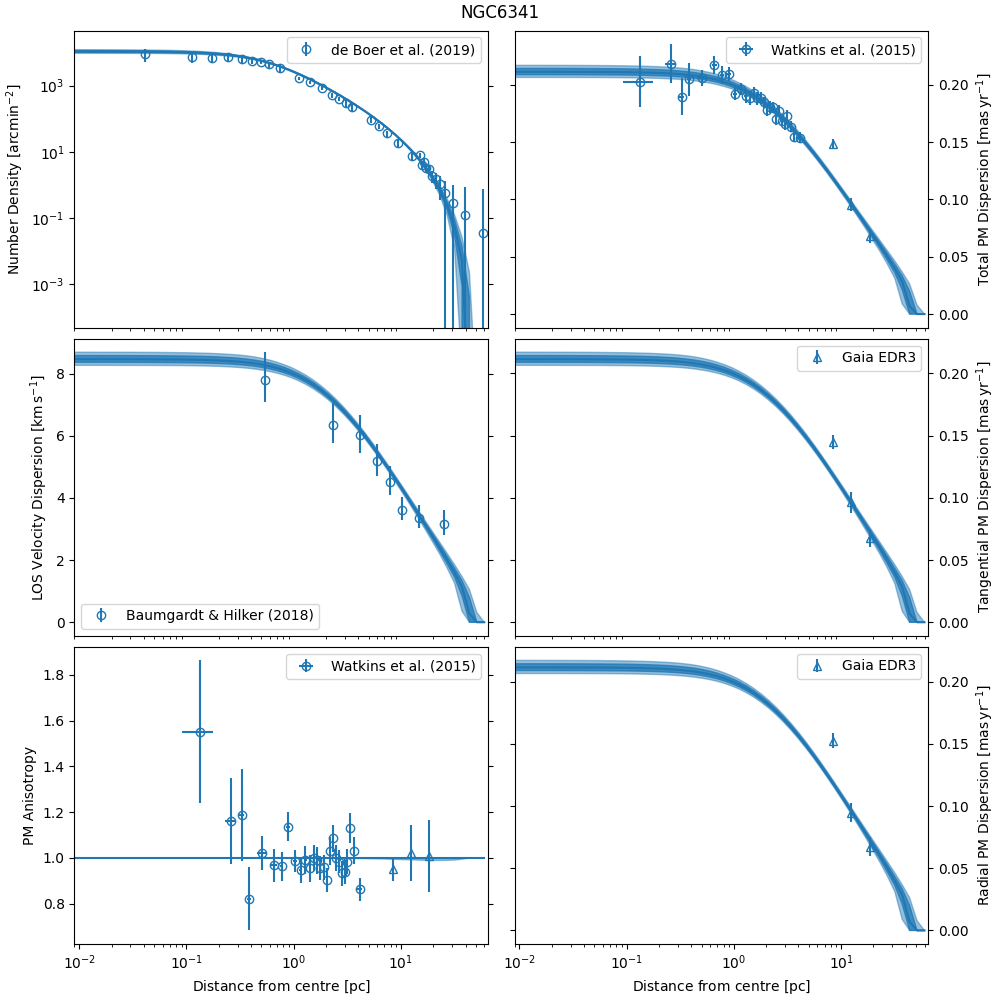 NGC6341
Number Density [arcmin⁻²]
10³
10¹
10⁻¹
10⁻³
de Boer et al. (2019)
Watkins et al. (2015)
0.20
0.15
0.10
0.05
0.00
Total PM Dispersion [mas yr⁻¹]
LOS Velocity Dispersion [km s⁻¹]
8
6
4
2
0
Baumgardt & Hilker (2018)
Gaia EDR3
0.20
0.15
0.10
0.05
0.00
Tangential PM Dispersion [mas yr⁻¹]
PM Anisotropy
1.8
1.6
1.4
1.2
1.0
0.8
Watkins et al. (2015)
10⁻² 10⁻¹ 10⁰ 10¹
Distance from centre [pc]
Gaia EDR3
0.20
0.15
0.10
0.05
0.00
Radial PM Dispersion [mas yr⁻¹]
10⁻² 10⁻¹ 10⁰ 10¹
Distance from centre [pc]